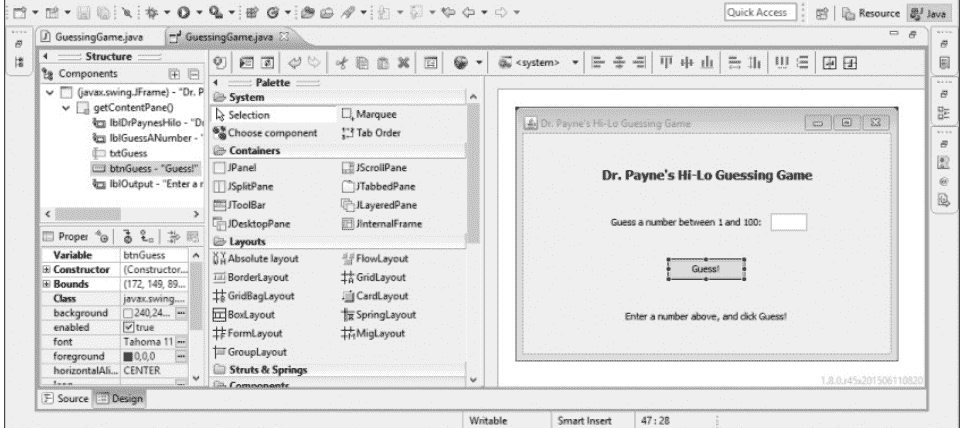 Quick Access
Resource
Java
GuessingGame.java
GuessingGame.java
Structure
Components
(javax.swing.JFrame) - "Dr. P
getContentPane()
lblDrPaynesHilo - "Dr
lblGuessANumber - "
txtGuess
btnGuess - "Guess!"
lblOutput - "Enter a r
Proper
Variable btnGuess
Constructor (Constructor...
Bounds (172, 149, 89...
Class javax.swing....
background 240,24...
enabled true
font Tahoma 11
foreground 0,0,0
horizontalAli... CENTER
Palette
System
Selection Marquee
Choose component Tab Order
Containers
JPanel JScrollPane
JSplitPane JTabbedPane
JToolBar JLayeredPane
JDesktopPane JInternalFrame
Layouts
Absolute layout FlowLayout
BorderLayout GridLayout
GridBagLayout CardLayout
BoxLayout SpringLayout
FormLayout MigLayout
GroupLayout
Struts & Springs
Components
<system>
Dr. Payne's Hi-Lo Guessing Game
Dr. Payne's Hi-Lo Guessing Game
Guess a number between 1 and 100:
Guess!
Enter a number above, and click Guess!
1.8.0.r45x201506110820
Source Design
Writable Smart Insert 47 : 28